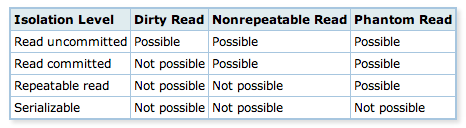 Isolation Level Dirty Read Nonrepeatable Read Phantom Read
Read uncommitted Possible Possible Possible
Read committed Not possible Possible Possible
Repeatable read Not possible Not possible Possible
Serializable Not possible Not possible Not possible